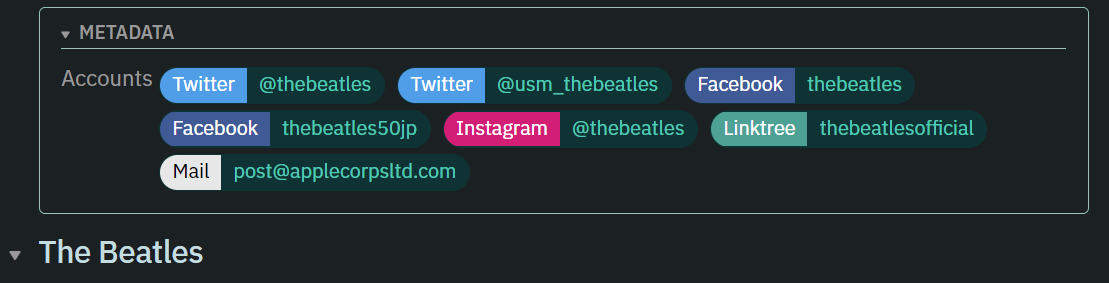 METADATA
Accounts Twitter @thebeatles Twitter @usm_thebeatles Facebook thebeatles
Facebook thebeatles50jp Instagram @thebeatles Linktree thebeatlesofficial
Mail post@applecorpsltd.com
The Beatles